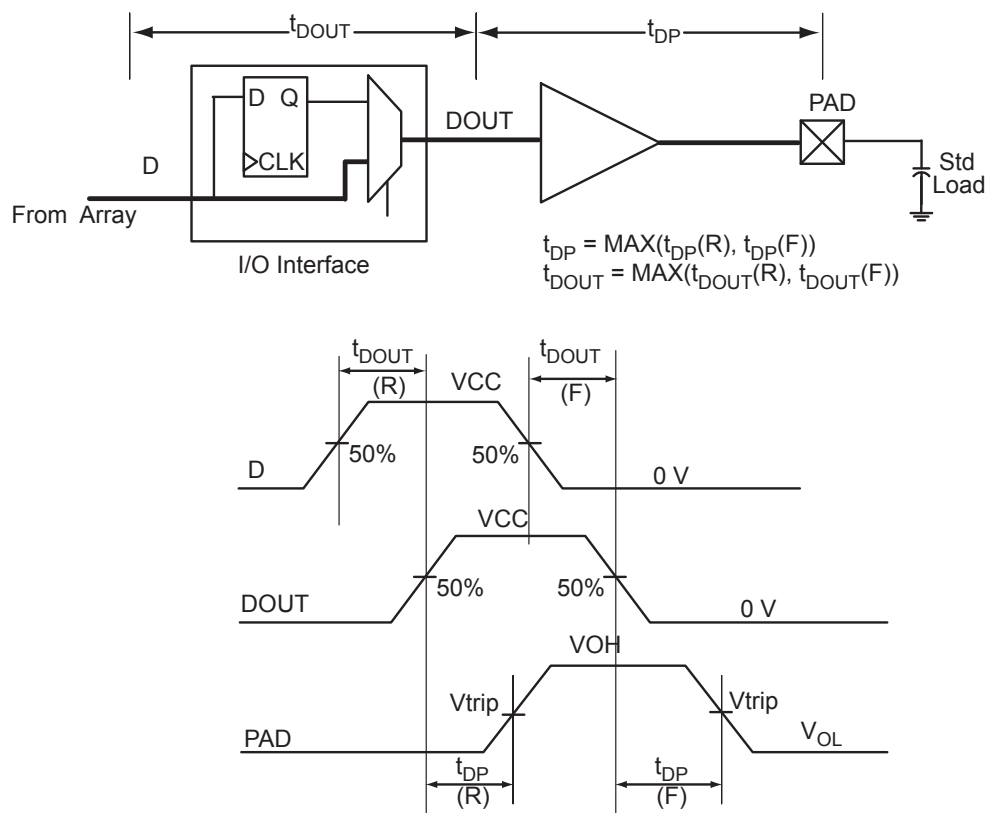 tDOUT
tDP
D Q
CLK
D
From Array
I/O Interface
DOUT
PAD
Std
Load
tDP = MAX(tDP(R), tDP(F))
tDOUT = MAX(tDOUT(R), tDOUT(F))
tDOUT
(R)
VCC
tDOUT
(F)
50%
50%
D
0 V
VCC
50%
50%
DOUT
0 V
VOH
Vtrip
Vtrip
PAD
VOL
tDP
(R)
tDP
(F)